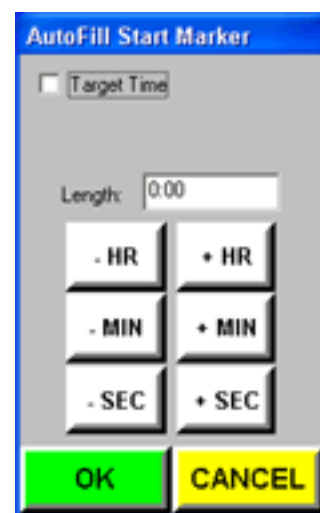 AutoFill Start Marker
Target Time
Length: 0:00
- HR + HR
- MIN + MIN
- SEC + SEC
OK CANCEL